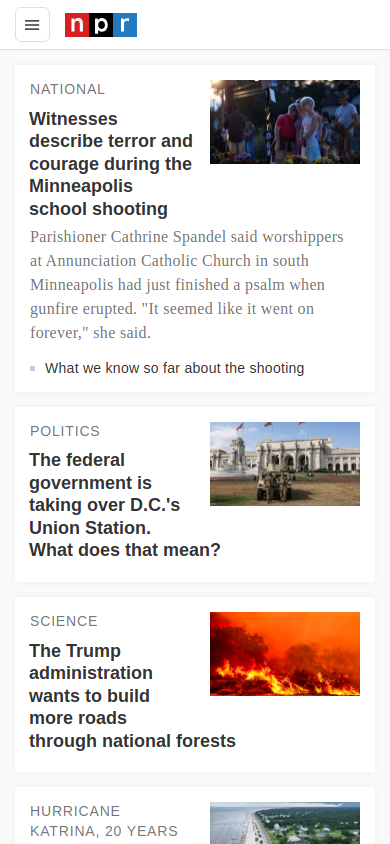 npr
NATIONAL
Witnesses
describe terror and
courage during the
Minneapolis
school shooting
Parishioner Cathrine Spandel said worshippers
at Annunciation Catholic Church in south
Minneapolis had just finished a psalm when
gunfire erupted. "It seemed like it went on
forever," she said.
What we know so far about the shooting
POLITICS
The federal
government is
taking over D.C.'s
Union Station.
What does that mean?
SCIENCE
The Trump
administration
wants to build
more roads
through national forests
HURRICANE
KATRINA, 20 YEARS